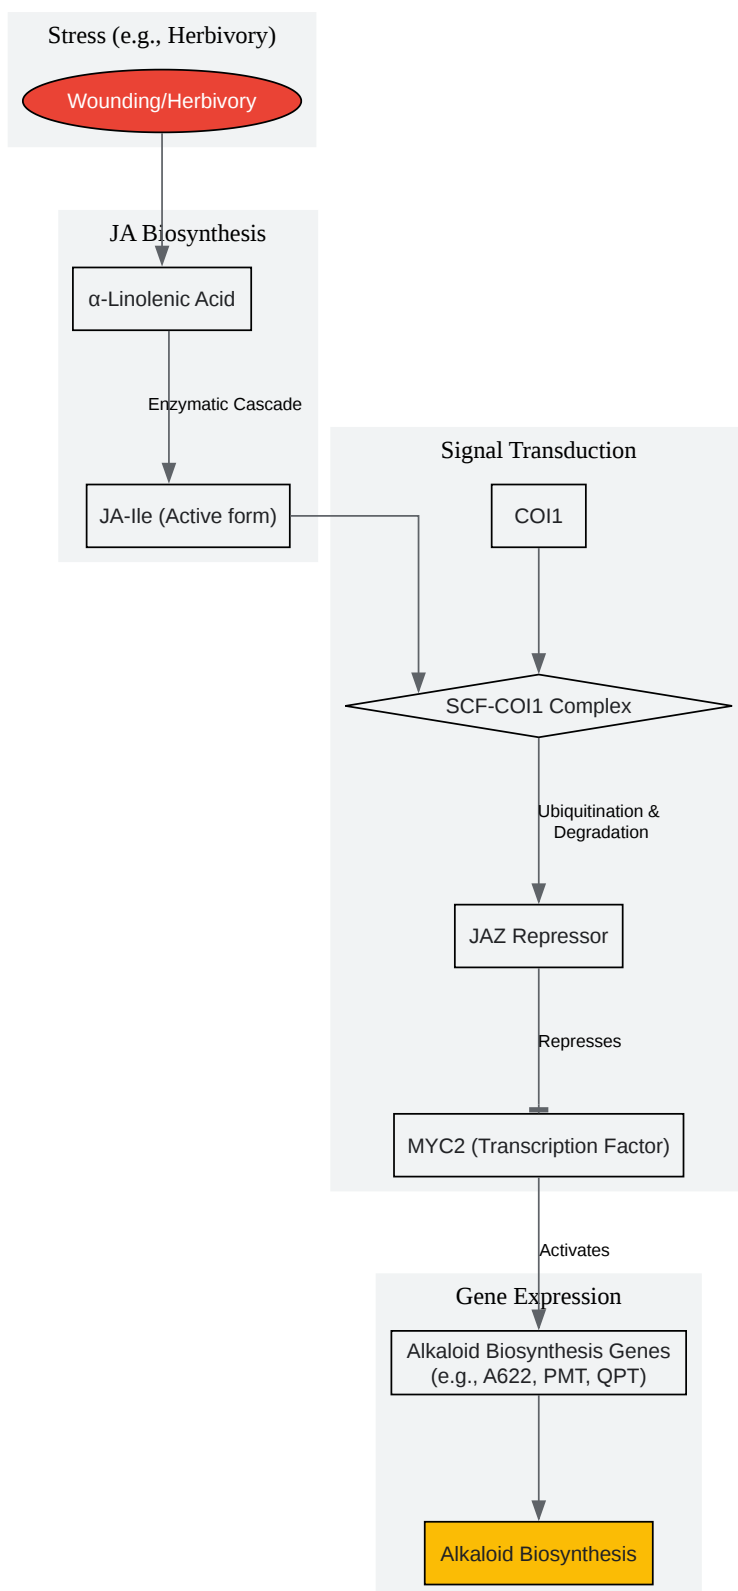 Stress (e.g., Herbivory)
Wounding/Herbivory
JA Biosynthesis
α-Linolenic Acid
Enzymatic Cascade
JA-Ile (Active form)
Signal Transduction
COI1
SCF-COI1 Complex
Ubiquitination &
Degradation
JAZ Repressor
Represses
MYC2 (Transcription Factor)
Activates
Gene Expression
Alkaloid Biosynthesis Genes
(e.g., A622, PMT, QPT)
Alkaloid Biosynthesis